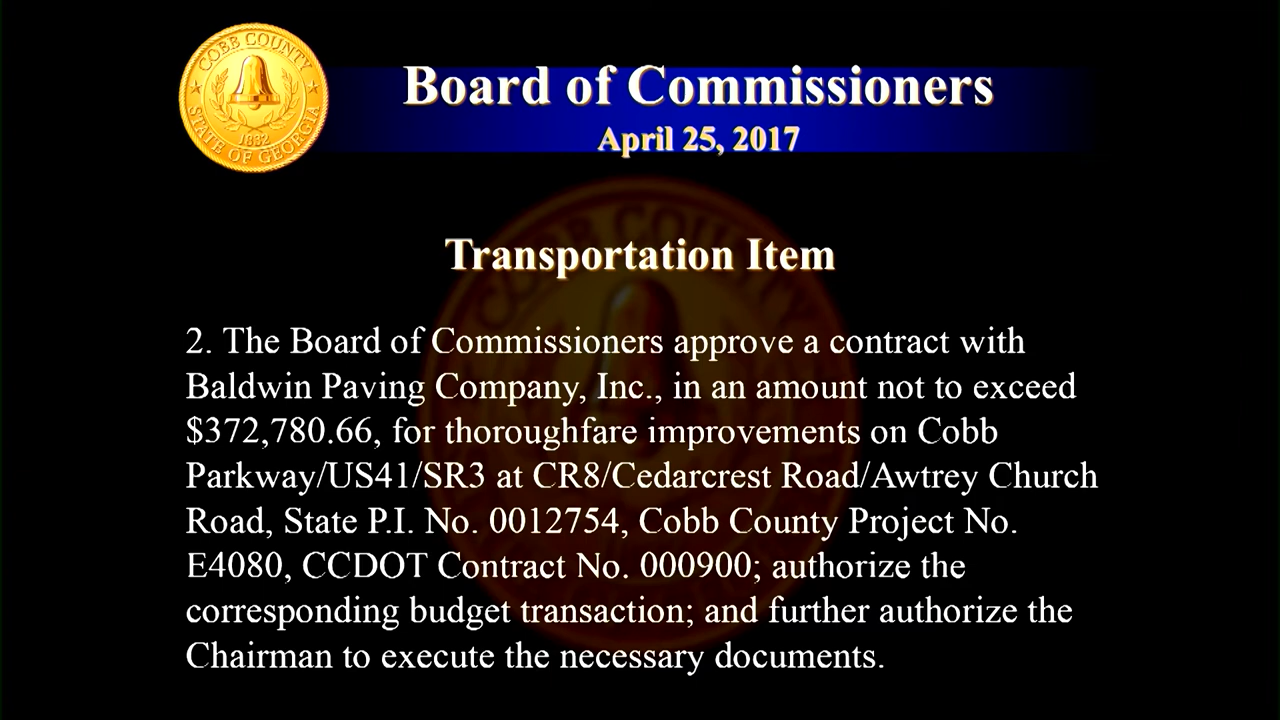 COBB COUNTY
STATE OF GEORGIA
1832
Board of Commissioners
April 25, 2017
Transportation Item
2. The Board of Commissioners approve a contract with
Baldwin Paving Company, Inc., in an amount not to exceed
$372,780.66, for thoroughfare improvements on Cobb
Parkway/US41/SR3 at CR8/Cedarcrest Road/Awtrey Church
Road, State P.I. No. 0012754, Cobb County Project No.
E4080, CCDOT Contract No. 000900; authorize the
corresponding budget transaction; and further authorize the
Chairman to execute the necessary documents.